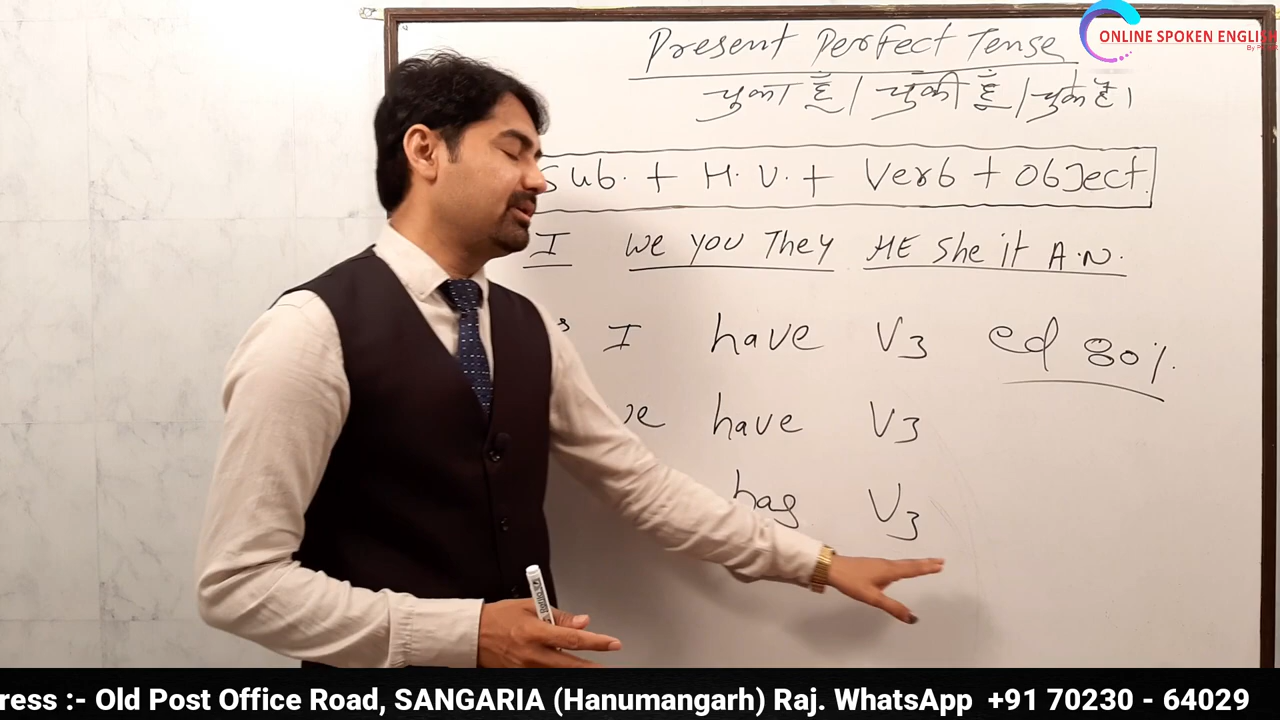 Present Perfect Tense
ONLINE SPOKEN ENGLISH
चुका हूँ / चुकी हूँ / चुके हैं।
Sub. + H.V. + Verb + Object.
I We you They HE She it A.N.
I have V3 ed 80%.
have V3
has V3
ress :- Old Post Office Road, SANGARIA (Hanumangarh) Raj. WhatsApp +91 70230 - 64029